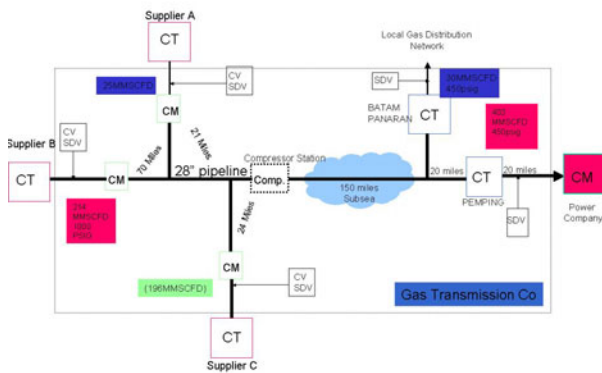 Supplier A
CT
Local Gas Distribution
Network
CV
SDV
SDV
25MMSCFD
30MMSCFD
450psig
CM
BATAM
PANARAN
CT
MMSCFD
450psig
CV
SDV
21 Miles
Supplier B
CT
CM
70 Miles
28" pipeline
Compressor Station
Comp.
150 miles
Subsea
20 miles
CT
20 miles
CM
PEMPING
Power
Company
SDV
214
MMSCFD
1000
PSIG
24 Miles
CM
(196MMSCFD)
CV
SDV
Gas Transmission Co
CT
Supplier C